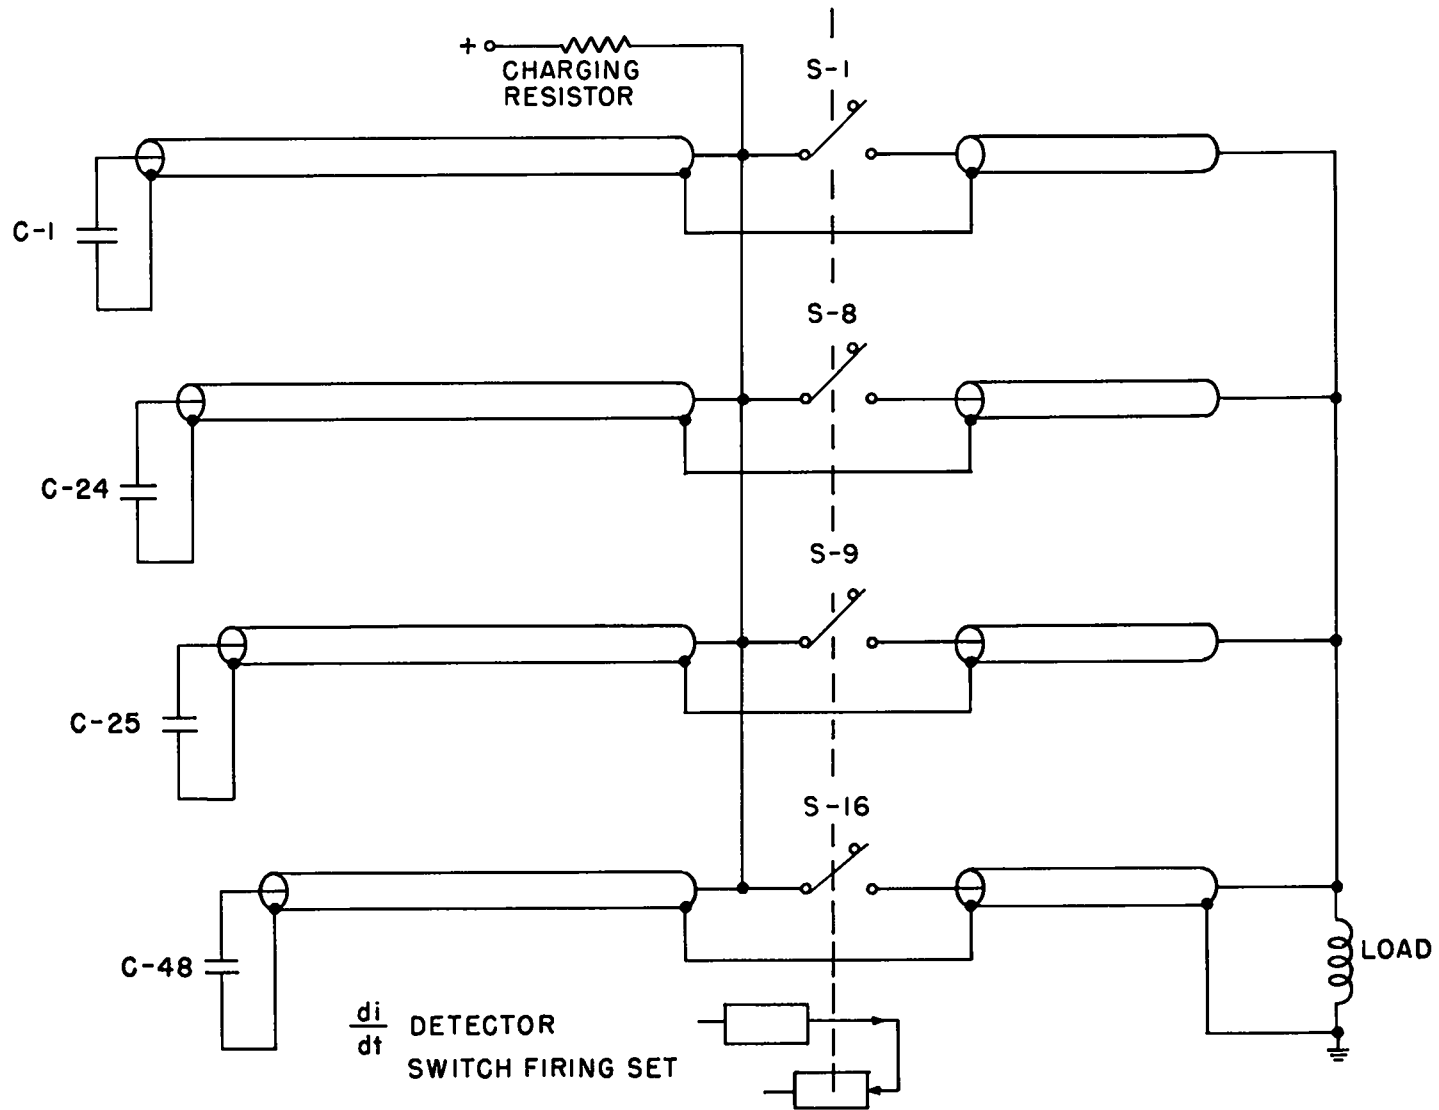 +
CHARGING
RESISTOR
S-1
C-1
S-8
C-24
S-9
C-25
S-16
C-48
LOAD
di
dt
DETECTOR
SWITCH FIRING SET